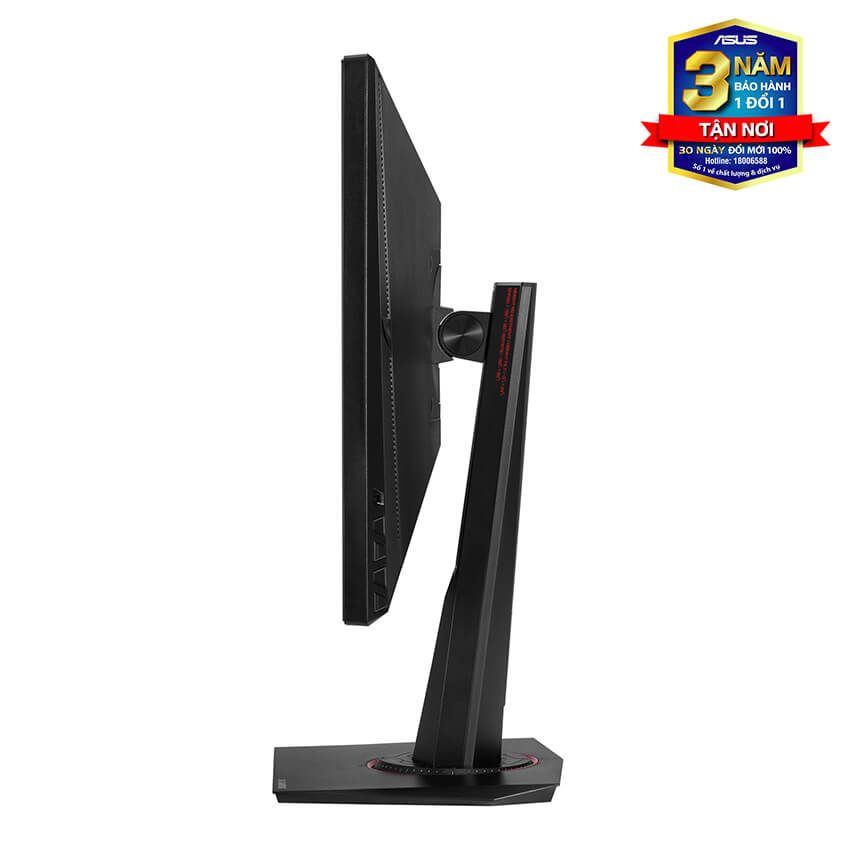 ASUS
3 NĂM
BẢO HÀNH
1 ĐỔI 1
TẬN NƠI
30 NGÀY ĐỔI MỚI 100%
Hotline: 18006588
Số 1 về chất lượng & dịch vụ